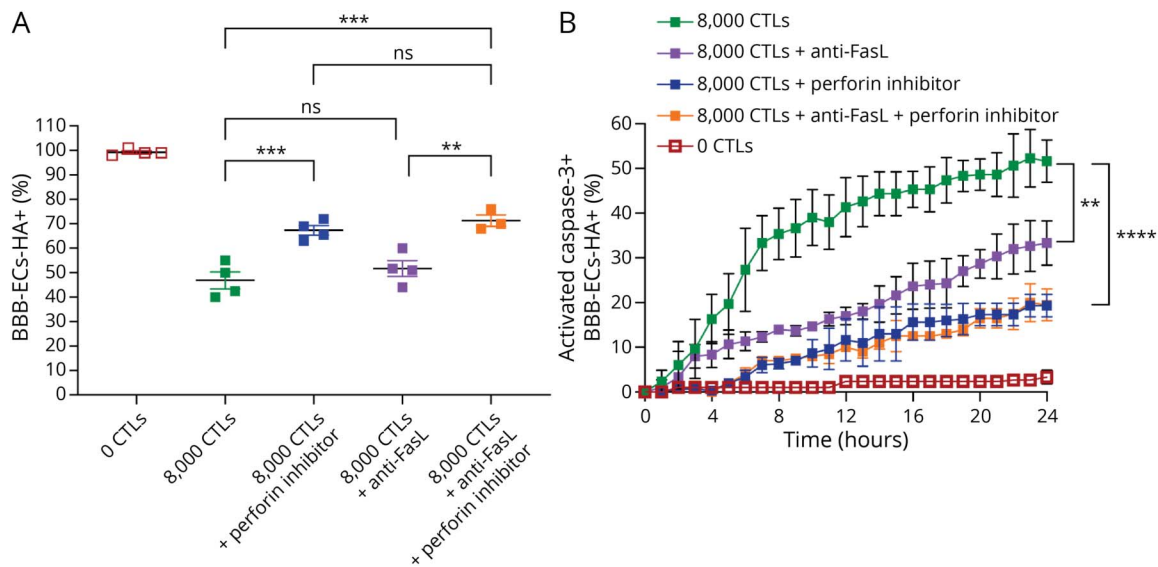 A
***
ns
ns
***
**
BBB-ECs-HA+ (%)
110
100
90
80
70
60
50
40
30
20
10
0
0 CTLs
8,000 CTLs
8,000 CTLs
+ perforin inhibitor
8,000 CTLs
+ anti-FasL
8,000 CTLs
+ anti-FasL
+ perforin inhibitor
B
8,000 CTLs
8,000 CTLs + anti-FasL
8,000 CTLs + perforin inhibitor
8,000 CTLs + anti-FasL + perforin inhibitor
0 CTLs
Activated caspase-3+
BBB-ECs-HA+ (%)
60
50
40
30
20
10
0
0 4 8 12 16 20 24
Time (hours)
**
****